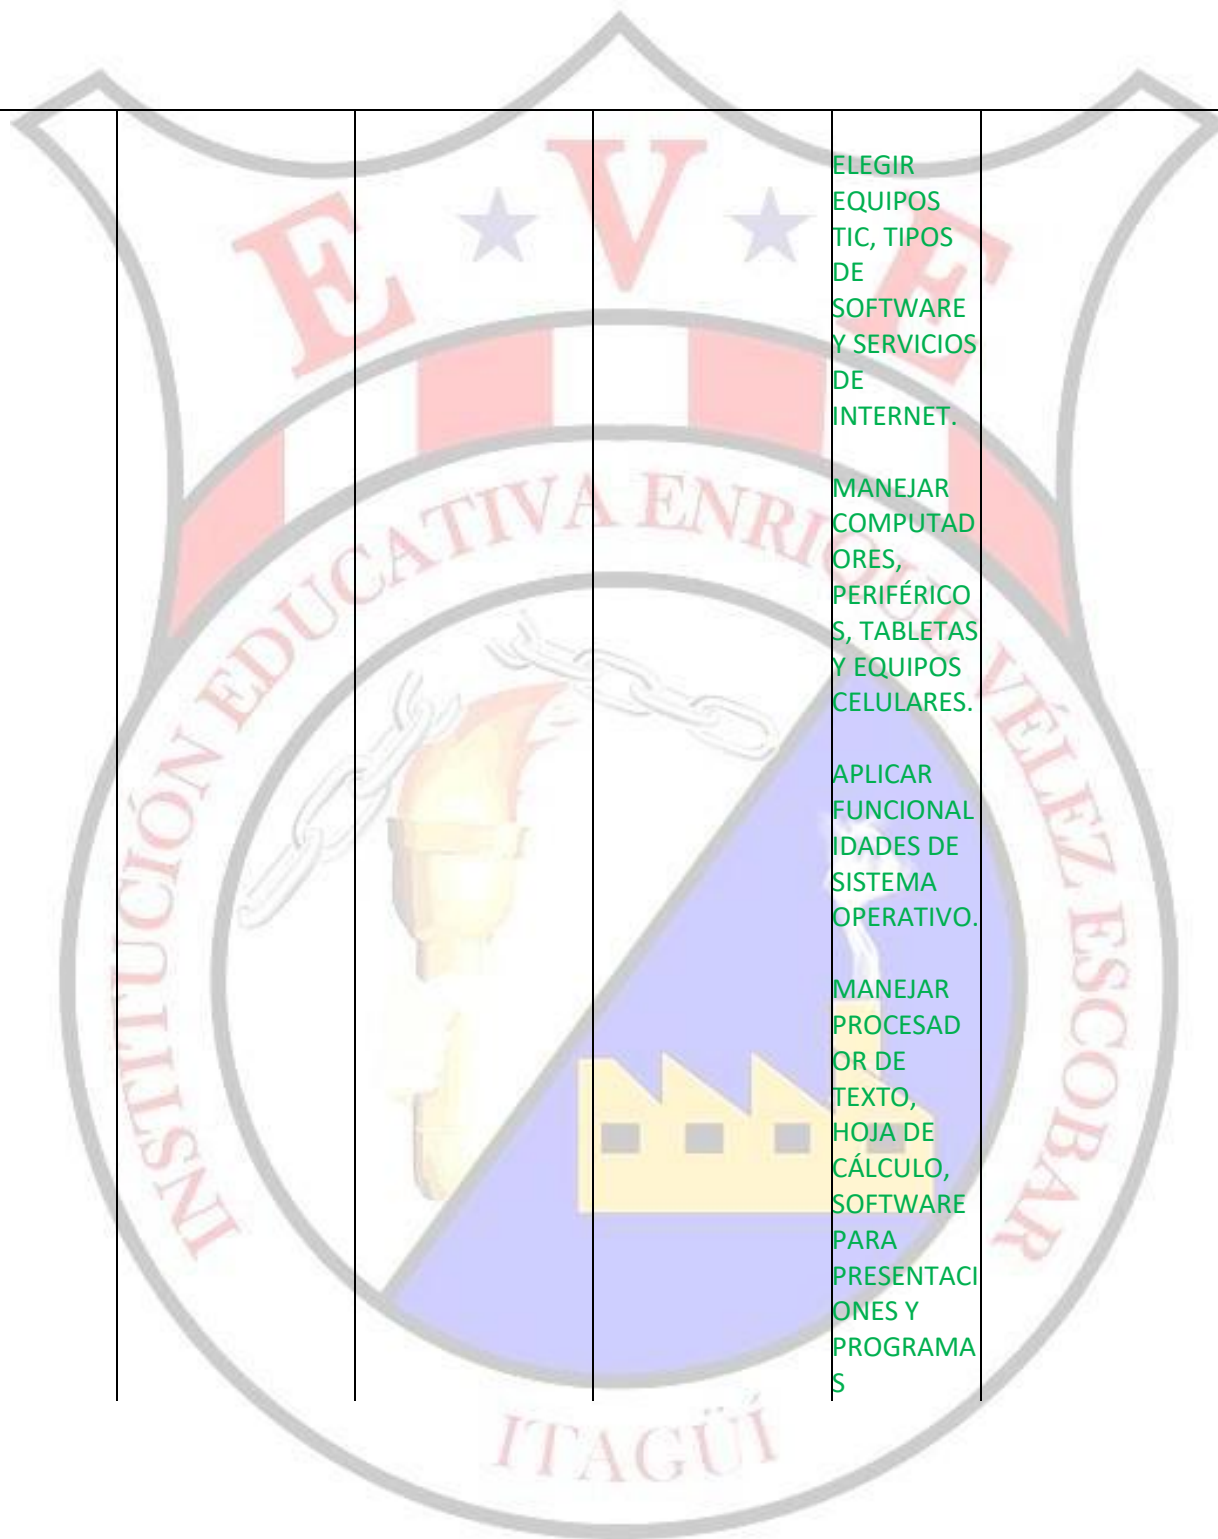 E V E
INSTITUCIÓN EDUCATIVA ENRIQUE VÉLEZ ESCOBAR
ELEGIR
EQUIPOS
TIC, TIPOS
DE
SOFTWARE
Y SERVICIOS
DE
INTERNET.
MANEJAR
COMPUTAD
ORES,
PERIFÉRICO
S, TABLETAS
Y EQUIPOS
CELULARES.
APLICAR
FUNCIONAL
IDADES DE
SISTEMA
OPERATIVO.
MANEJAR
PROCESAD
OR DE
TEXTO,
HOJA DE
CÁLCULO,
SOFTWARE
PARA
PRESENTACI
ONES Y
PROGRAMA
S
ITAGÜÍ